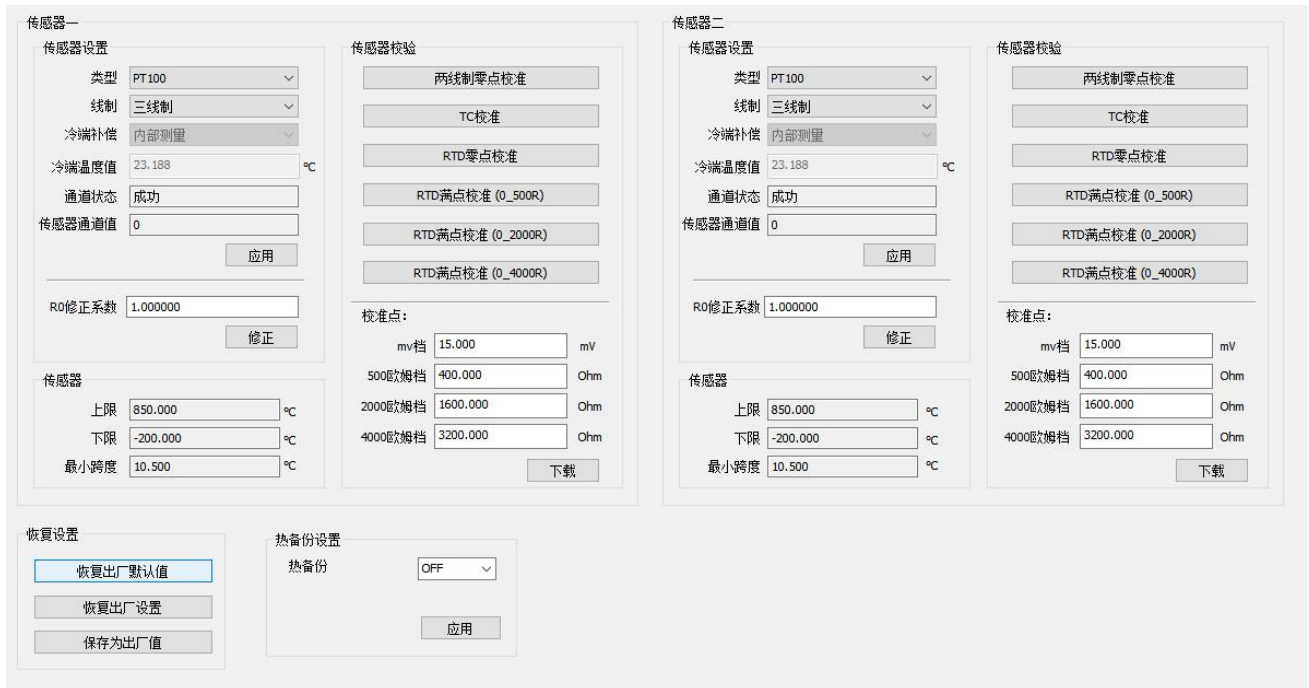 传感器一
传感器设置
类型 PT100
线制 三线制
冷端补偿 内部测量
冷端温度值 23.188 ℃
通道状态 成功
传感器通道值 0
应用
R0修正系数 1.000000
修正
传感器
上限 850.000 ℃
下限 -200.000 ℃
最小跨度 10.500 ℃
传感器校验
两线制零点校准
TC校准
RTD零点校准
RTD满点校准 (0_500R)
RTD满点校准 (0_2000R)
RTD满点校准 (0_4000R)
校准点:
mv档 15.000 mV
500欧姆档 400.000 Ohm
2000欧姆档 1600.000 Ohm
4000欧姆档 3200.000 Ohm
下载
传感器二
传感器设置
类型 PT100
线制 三线制
冷端补偿 内部测量
冷端温度值 23.188 ℃
通道状态 成功
传感器通道值 0
应用
R0修正系数 1.000000
修正
传感器
上限 850.000 ℃
下限 -200.000 ℃
最小跨度 10.500 ℃
传感器校验
两线制零点校准
TC校准
RTD零点校准
RTD满点校准 (0_500R)
RTD满点校准 (0_2000R)
RTD满点校准 (0_4000R)
校准点:
mv档 15.000 mV
500欧姆档 400.000 Ohm
2000欧姆档 1600.000 Ohm
4000欧姆档 3200.000 Ohm
下载
恢复设置
恢复出厂默认值
恢复出厂设置
保存为出厂值
热备份设置
热备份 OFF
应用